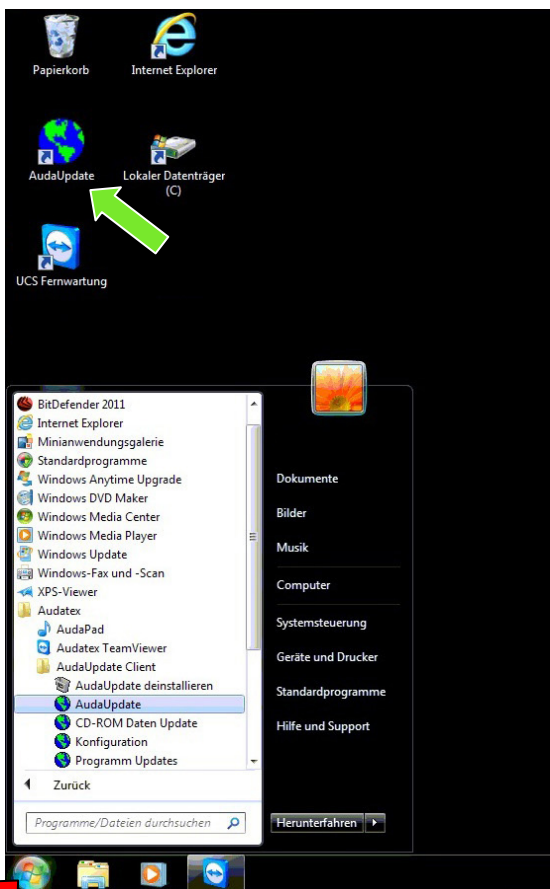 Papierkorb
Internet Explorer
AudaUpdate
Lokaler Datenträger
(C)
UCS Fernwartung
BitDefender 2011
Internet Explorer
Minianwendungsgalerie
Standardprogramme
Windows Anytime Upgrade
Windows DVD Maker
Windows Media Center
Windows Media Player
Windows Update
Windows-Fax und -Scan
XPS-Viewer
Audatex
AudaPad
Audatex TeamViewer
AudaUpdate Client
AudaUpdate deinstallieren
AudaUpdate
CD-ROM Daten Update
Konfiguration
Programm Updates
Zurück
Programme/Dateien durchsuchen
Dokumente
Bilder
Musik
Computer
Systemsteuerung
Geräte und Drucker
Standardprogramme
Hilfe und Support
Herunterfahren